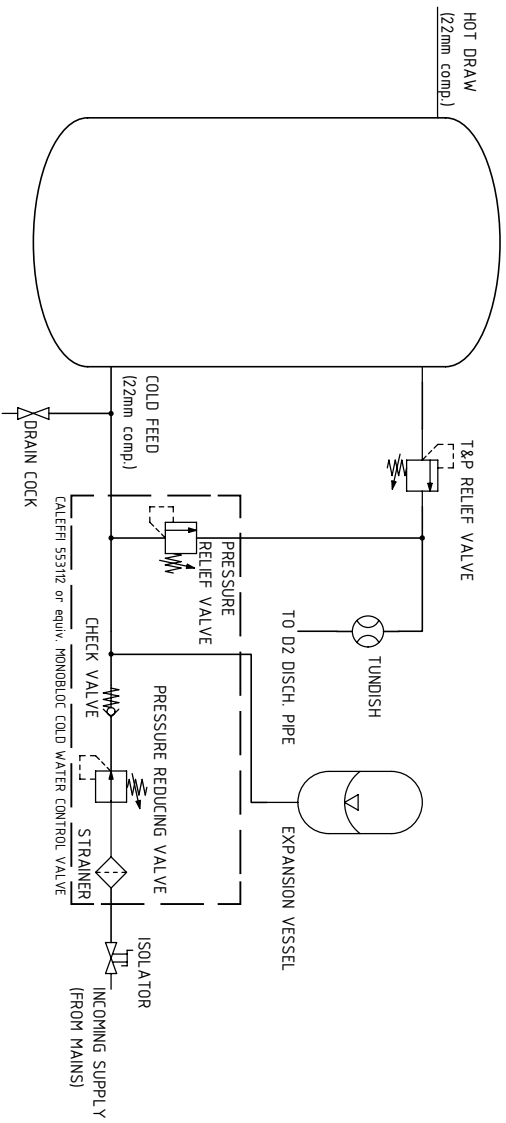 HOT DRAW
(22mm comp.)
T&P RELIEF VALVE
TUNDISH
TO D2 DISCH. PIPE
EXPANSION VESSEL
COLD FEED
(22mm comp.)
DRAIN COCK
PRESSURE
RELIEF VALVE
CHECK VALVE
PRESSURE REDUCING VALVE
STRAINER
CALEFFI 553112 or equiv. MONOBLOC COLD WATER CONTROL VALVE
ISOLATOR
INCOMING SUPPLY
(FROM MAINS)